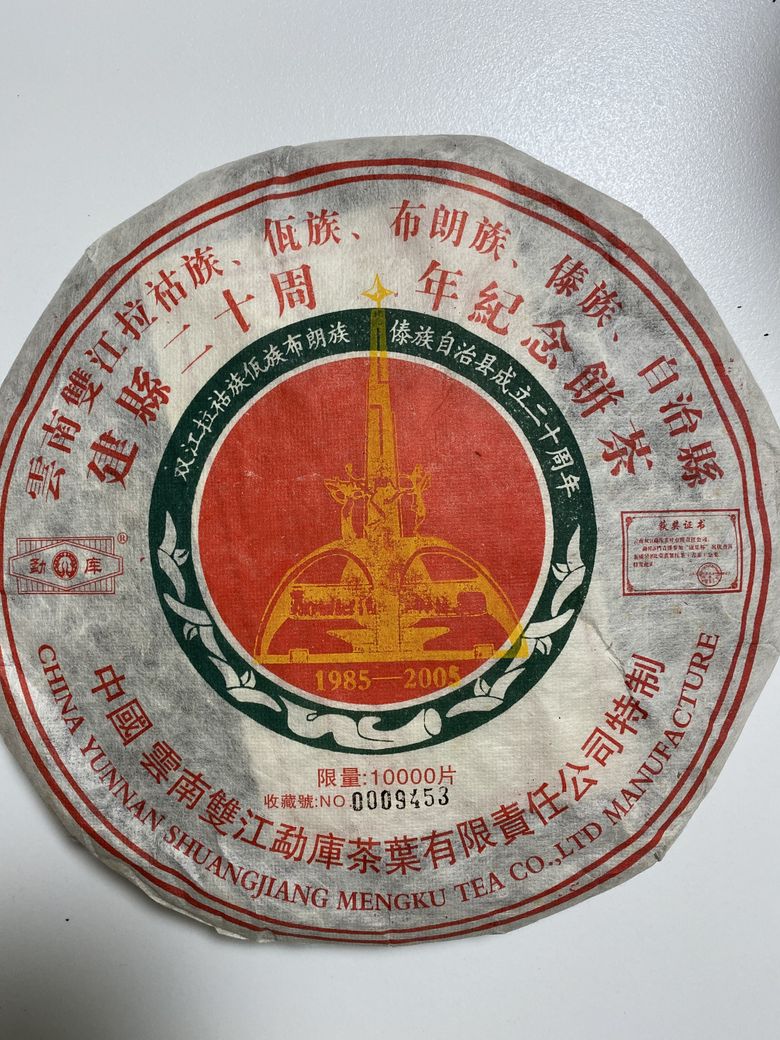 雲南雙江拉祜族、佤族、布朗族、傣族、自治縣
建縣二十周年紀念餅茶
双江拉祜族佤族布朗族 傣族自治县成立二十周年
勐库
®
获奖证书
1985—2005
限量:10000片
收藏號:NO 0009453
中國 雲南雙江勐庫茶葉有限責任公司特制
CHINA YUNNAN SHUANGJIANG MENGKU TEA CO.,LTD MANUFACTURE